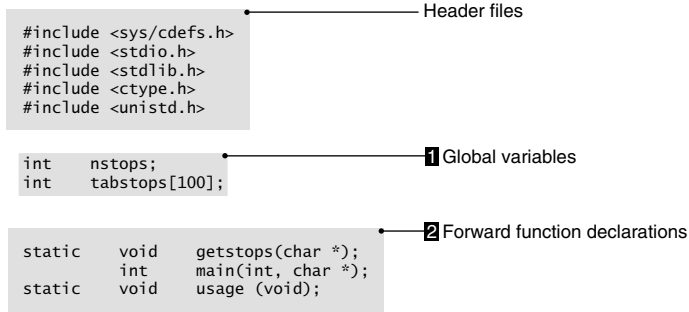 Header files
#include <sys/cdefs.h>
#include <stdio.h>
#include <stdlib.h>
#include <ctype.h>
#include <unistd.h>
1 Global variables
int nstops;
int tabstops[100];
2 Forward function declarations
static void getstops(char *);
int main(int, char *);
static void usage (void);